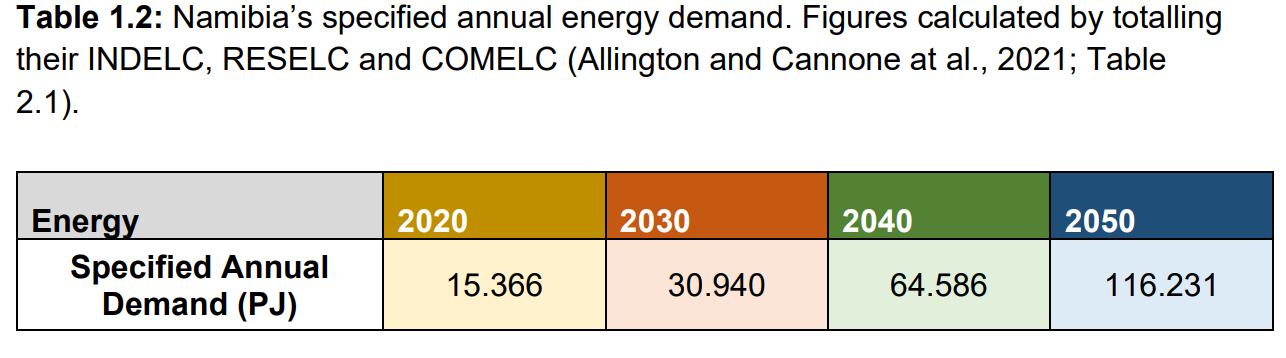 Table 1.2: Namibia’s specified annual energy demand. Figures calculated by totalling
their INDELC, RESELC and COMELC (Allington and Cannone at al., 2021; Table
2.1).
Energy 2020 2030 2040 2050
Specified Annual
Demand (PJ) 15.366 30.940 64.586 116.231